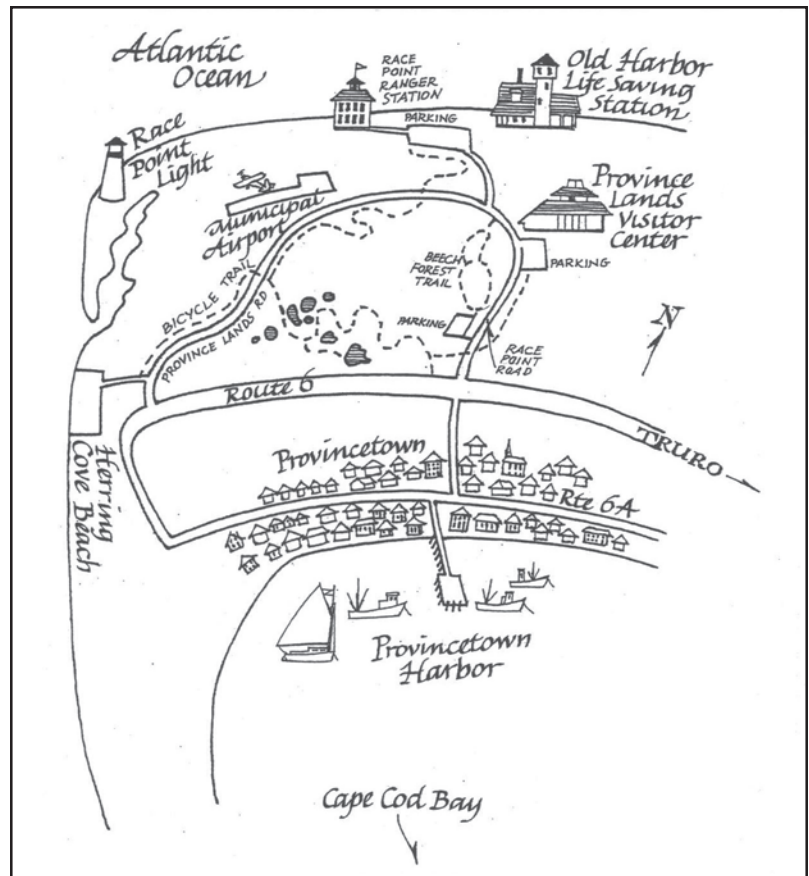 Atlantic
Ocean
RACE
POINT
RANGER
STATION
Old Harbor
Life Saving
Station
PARKING
Race
Point
Light
Province
Lands
Visitor
Center
Municipal
Airport
BEECH
FOREST
TRAIL
PARKING
BICYCLE TRAIL
PROVINCE LANDS RD
PARKING
N
RACE
POINT
ROAD
Route 6
TRURO
Herring
Cove Beach
Provincetown
Rte 6A
Provincetown
Harbor
Cape Cod Bay